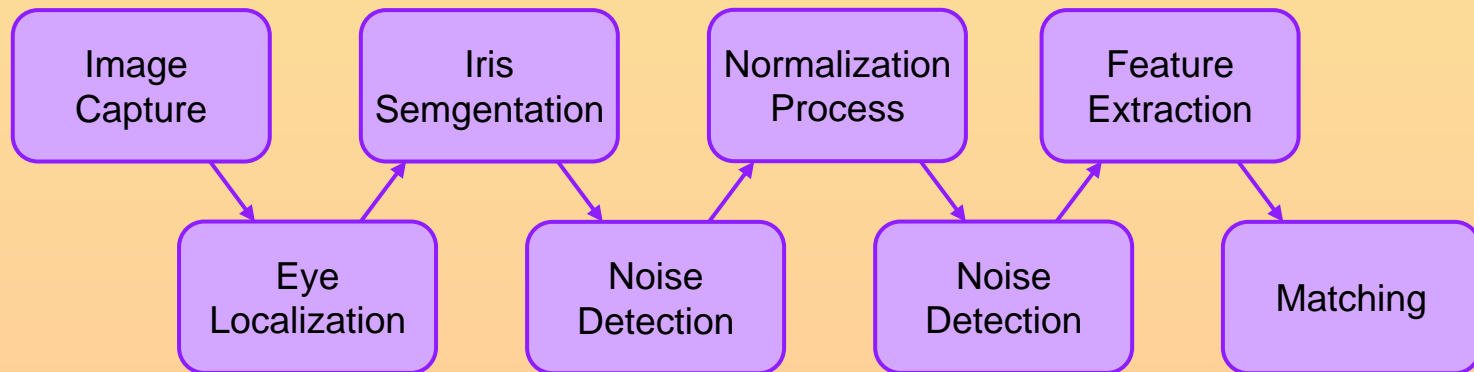 Image
Capture
Eye
Localization
Iris
Semgentation
Noise
Detection
Normalization
Process
Noise
Detection
Feature
Extraction
Matching